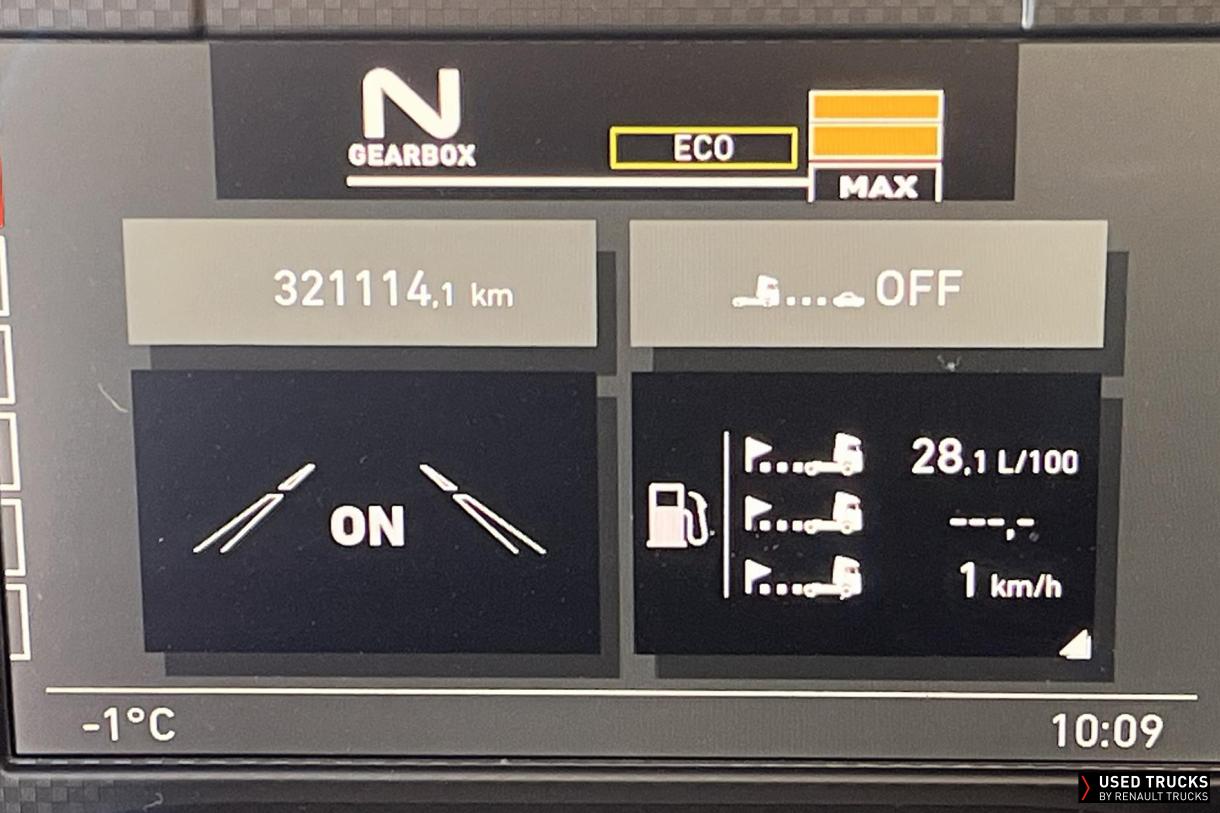 N
GEARBOX
ECO
MAX
321114,1 km
OFF
ON
28,1 L/100
---,-
1 km/h
-1°C
10:09
USED TRUCKS
BY RENAULT TRUCKS